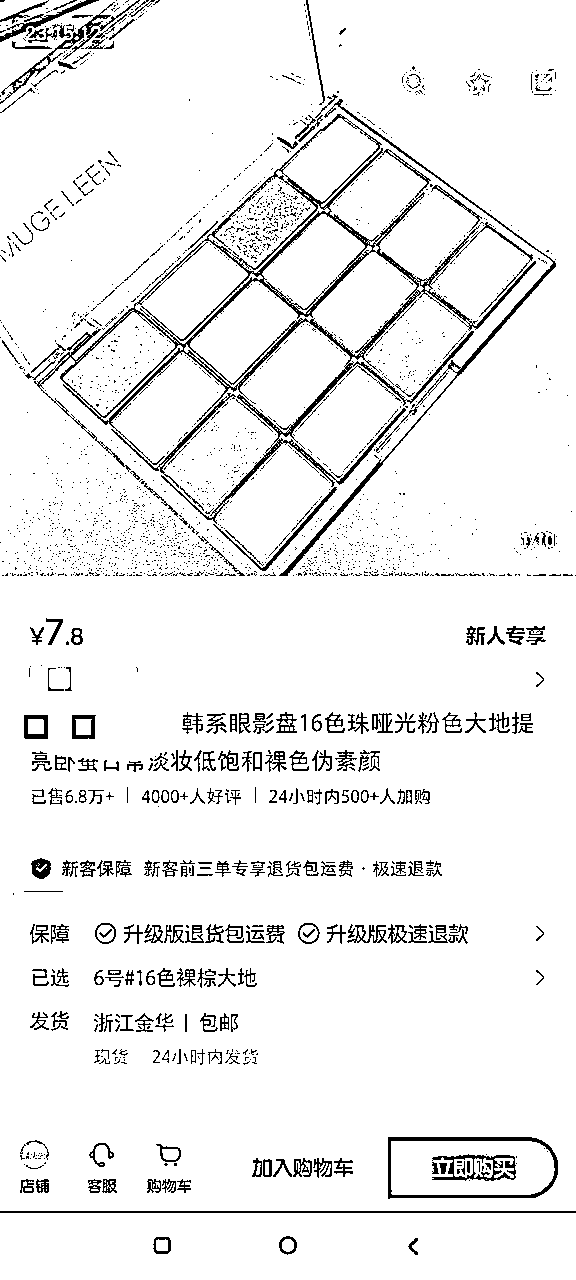 23:15:12
MUGE LEEN
1/10
¥7.8
新人专享
韩系眼影盘16色珠哑光粉色大地提
淡妆低饱和裸色伪素颜
已售6.8万+ | 4000+人好评 | 24小时内500+人加购
新客保障 新客前三单专享退货包运费·极速退款
保障 升级版退货包运费 升级版极速退款
已选 6号#16色裸棕大地
发货 浙江金华 | 包邮
现货 24小时内发货
店铺 客服 购物车 加入购物车 立即购买